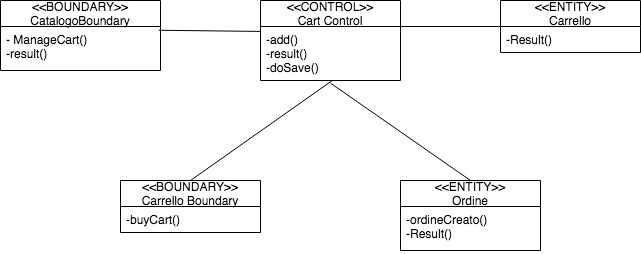 <<BOUNDARY>>
CatalogoBoundary
- ManageCart()
-result()
<<CONTROL>>
Cart Control
-add()
-result()
-doSave()
<<ENTITY>>
Carrello
-Result()
<<BOUNDARY>>
Carrello Boundary
-buyCart()
<<ENTITY>>
Ordine
-ordineCreato()
-Result()